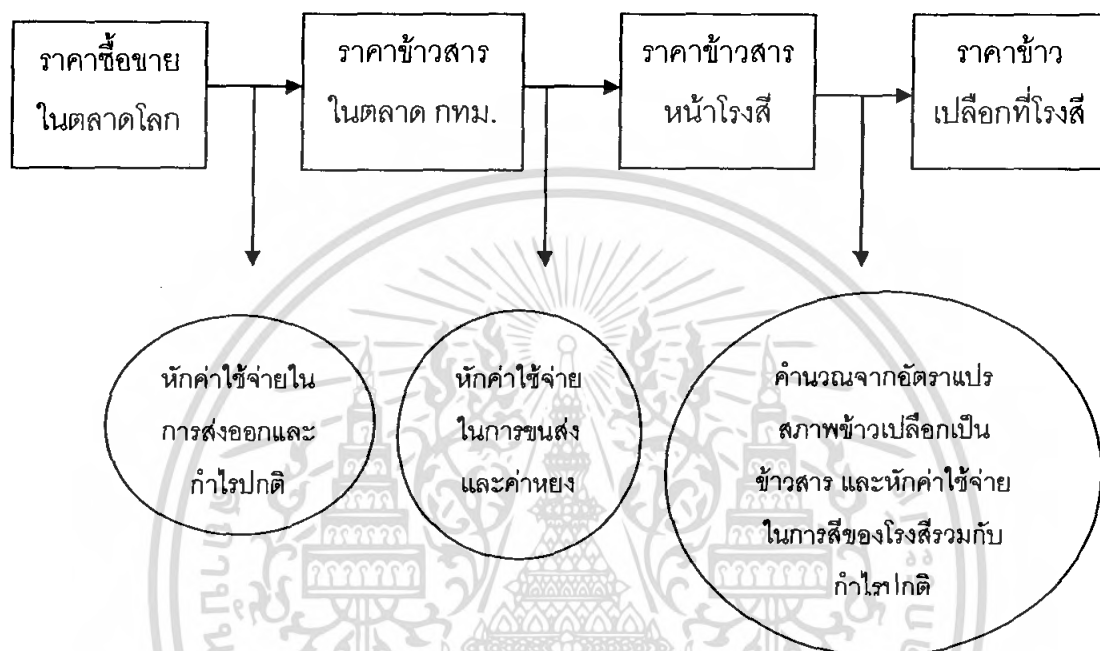 ราคาซื้อขาย
ในตลาดโลก
ราคาข้าวสาร
ในตลาด กทม.
ราคาข้าวสาร
หน้าโรงสี
ราคาข้าว
เปลือกที่โรงสี
หักค่าใช้จ่ายใน
การส่งออกและ
กำไรปกติ
หักค่าใช้จ่าย
ในการขนส่ง
และค่าหยง
คำนวณจากอัตราแปร
สภาพข้าวเปลือกเป็น
ข้าวสาร และหักค่าใช้จ่าย
ในการสีของโรงสีรวมกับ
กำไรปกติ